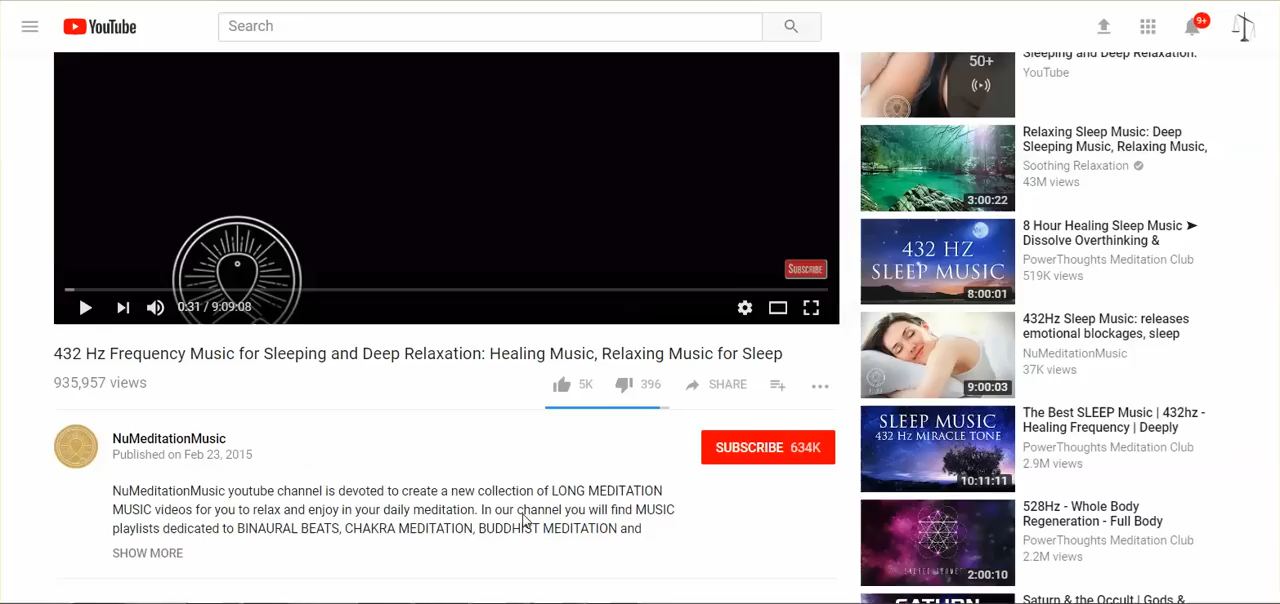 YouTube
Search
9+
SUBSCRIBE
0:31 / 9:09:08
432 Hz Frequency Music for Sleeping and Deep Relaxation: Healing Music, Relaxing Music for Sleep
935,957 views
5K
396
SHARE
NuMeditationMusic
Published on Feb 23, 2015
SUBSCRIBE 634K
NuMeditationMusic youtube channel is devoted to create a new collection of LONG MEDITATION
MUSIC videos for you to relax and enjoy in your daily meditation. In our channel you will find MUSIC
playlists dedicated to BINAURAL BEATS, CHAKRA MEDITATION, BUDDHIST MEDITATION and
SHOW MORE
50+
Sleeping and Deep Relaxation.
YouTube
3:00:22
Relaxing Sleep Music: Deep
Sleeping Music, Relaxing Music,
Soothing Relaxation
43M views
432 HZ
SLEEP MUSIC
8:00:01
8 Hour Healing Sleep Music ➤
Dissolve Overthinking &
PowerThoughts Meditation Club
519K views
9:00:03
432Hz Sleep Music: releases
emotional blockages, sleep
NuMeditationMusic
37K views
SLEEP MUSIC
432 HZ MIRACLE TONE
10:11:11
The Best SLEEP Music | 432hz -
Healing Frequency | Deeply
PowerThoughts Meditation Club
2.9M views
2:00:10
528Hz - Whole Body
Regeneration - Full Body
PowerThoughts Meditation Club
2.2M views
SATURN
Saturn & the Occult | Gods &